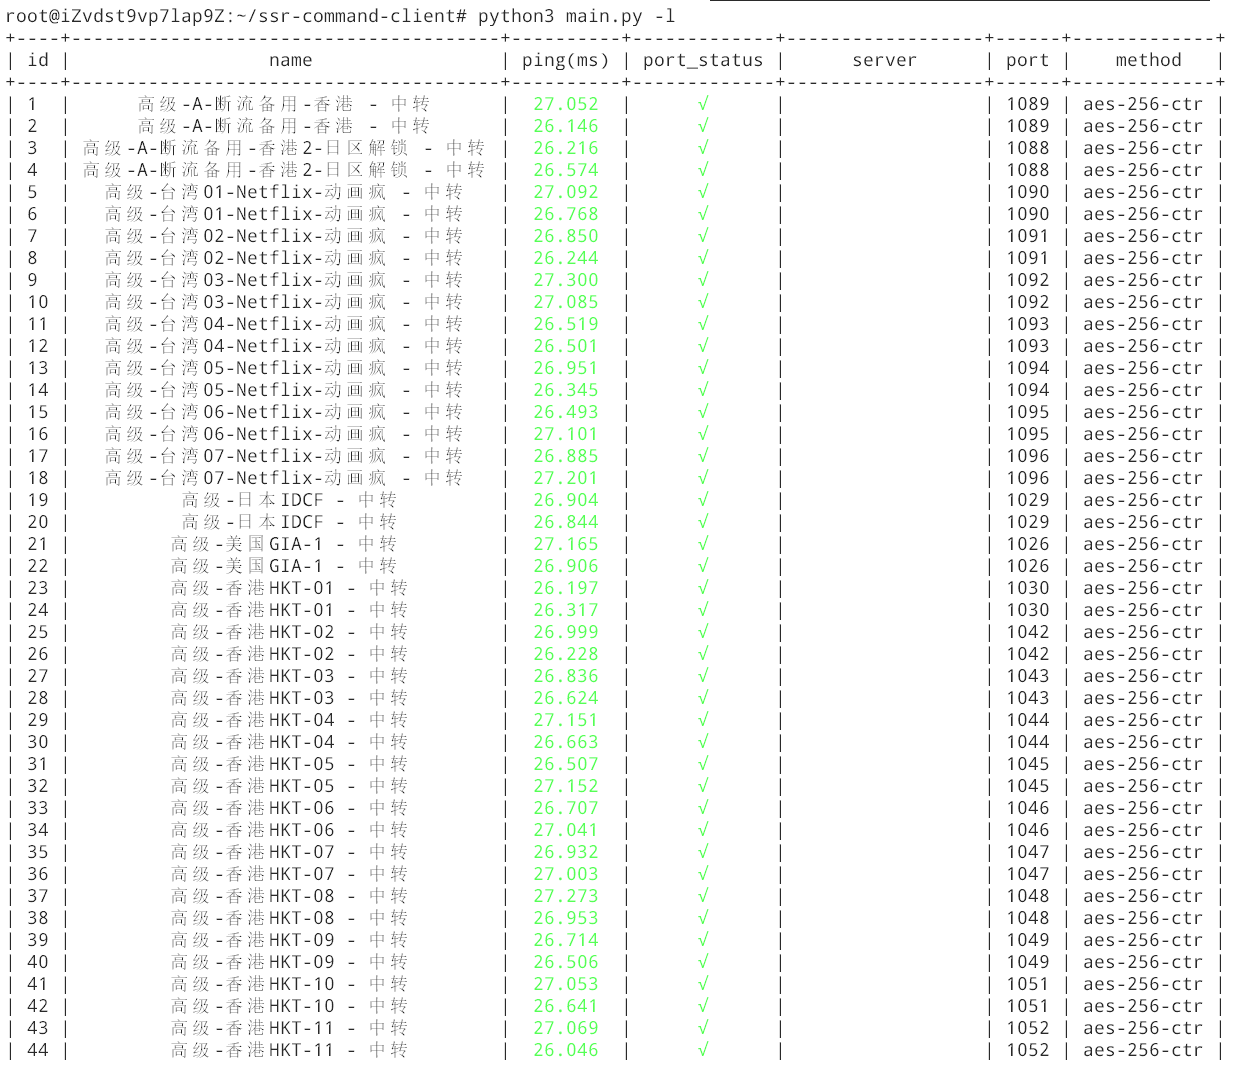 root@iZvdst9vp7lap9Z:~/ssr-command-client# python3 main.py -l
+----+---------------------------------------+----------+-------------+------------------+------+-------------+
| id | name | ping(ms) | port_status | server | port | method |
+----+---------------------------------------+----------+-------------+------------------+------+-------------+
| 1 | 高级-A-断流备用-香港 - 中转 | 27.052 | √ | | 1089 | aes-256-ctr |
| 2 | 高级-A-断流备用-香港 - 中转 | 26.146 | √ | | 1089 | aes-256-ctr |
| 3 | 高级-A-断流备用-香港2-日区解锁 - 中转 | 26.216 | √ | | 1088 | aes-256-ctr |
| 4 | 高级-A-断流备用-香港2-日区解锁 - 中转 | 26.574 | √ | | 1088 | aes-256-ctr |
| 5 | 高级-台湾01-Netflix-动画疯 - 中转 | 27.092 | √ | | 1090 | aes-256-ctr |
| 6 | 高级-台湾01-Netflix-动画疯 - 中转 | 26.768 | √ | | 1090 | aes-256-ctr |
| 7 | 高级-台湾02-Netflix-动画疯 - 中转 | 26.850 | √ | | 1091 | aes-256-ctr |
| 8 | 高级-台湾02-Netflix-动画疯 - 中转 | 26.244 | √ | | 1091 | aes-256-ctr |
| 9 | 高级-台湾03-Netflix-动画疯 - 中转 | 27.300 | √ | | 1092 | aes-256-ctr |
| 10 | 高级-台湾03-Netflix-动画疯 - 中转 | 27.085 | √ | | 1092 | aes-256-ctr |
| 11 | 高级-台湾04-Netflix-动画疯 - 中转 | 26.519 | √ | | 1093 | aes-256-ctr |
| 12 | 高级-台湾04-Netflix-动画疯 - 中转 | 26.501 | √ | | 1093 | aes-256-ctr |
| 13 | 高级-台湾05-Netflix-动画疯 - 中转 | 26.951 | √ | | 1094 | aes-256-ctr |
| 14 | 高级-台湾05-Netflix-动画疯 - 中转 | 26.345 | √ | | 1094 | aes-256-ctr |
| 15 | 高级-台湾06-Netflix-动画疯 - 中转 | 26.493 | √ | | 1095 | aes-256-ctr |
| 16 | 高级-台湾06-Netflix-动画疯 - 中转 | 27.101 | √ | | 1095 | aes-256-ctr |
| 17 | 高级-台湾07-Netflix-动画疯 - 中转 | 26.885 | √ | | 1096 | aes-256-ctr |
| 18 | 高级-台湾07-Netflix-动画疯 - 中转 | 27.201 | √ | | 1096 | aes-256-ctr |
| 19 | 高级-日本IDCF - 中转 | 26.904 | √ | | 1029 | aes-256-ctr |
| 20 | 高级-日本IDCF - 中转 | 26.844 | √ | | 1029 | aes-256-ctr |
| 21 | 高级-美国GIA-1 - 中转 | 27.165 | √ | | 1026 | aes-256-ctr |
| 22 | 高级-美国GIA-1 - 中转 | 26.906 | √ | | 1026 | aes-256-ctr |
| 23 | 高级-香港HKT-01 - 中转 | 26.197 | √ | | 1030 | aes-256-ctr |
| 24 | 高级-香港HKT-01 - 中转 | 26.317 | √ | | 1030 | aes-256-ctr |
| 25 | 高级-香港HKT-02 - 中转 | 26.999 | √ | | 1042 | aes-256-ctr |
| 26 | 高级-香港HKT-02 - 中转 | 26.228 | √ | | 1042 | aes-256-ctr |
| 27 | 高级-香港HKT-03 - 中转 | 26.836 | √ | | 1043 | aes-256-ctr |
| 28 | 高级-香港HKT-03 - 中转 | 26.624 | √ | | 1043 | aes-256-ctr |
| 29 | 高级-香港HKT-04 - 中转 | 27.151 | √ | | 1044 | aes-256-ctr |
| 30 | 高级-香港HKT-04 - 中转 | 26.663 | √ | | 1044 | aes-256-ctr |
| 31 | 高级-香港HKT-05 - 中转 | 26.507 | √ | | 1045 | aes-256-ctr |
| 32 | 高级-香港HKT-05 - 中转 | 27.152 | √ | | 1045 | aes-256-ctr |
| 33 | 高级-香港HKT-06 - 中转 | 26.707 | √ | | 1046 | aes-256-ctr |
| 34 | 高级-香港HKT-06 - 中转 | 27.041 | √ | | 1046 | aes-256-ctr |
| 35 | 高级-香港HKT-07 - 中转 | 26.932 | √ | | 1047 | aes-256-ctr |
| 36 | 高级-香港HKT-07 - 中转 | 27.003 | √ | | 1047 | aes-256-ctr |
| 37 | 高级-香港HKT-08 - 中转 | 27.273 | √ | | 1048 | aes-256-ctr |
| 38 | 高级-香港HKT-08 - 中转 | 26.953 | √ | | 1048 | aes-256-ctr |
| 39 | 高级-香港HKT-09 - 中转 | 26.714 | √ | | 1049 | aes-256-ctr |
| 40 | 高级-香港HKT-09 - 中转 | 26.506 | √ | | 1049 | aes-256-ctr |
| 41 | 高级-香港HKT-10 - 中转 | 27.053 | √ | | 1051 | aes-256-ctr |
| 42 | 高级-香港HKT-10 - 中转 | 26.641 | √ | | 1051 | aes-256-ctr |
| 43 | 高级-香港HKT-11 - 中转 | 27.069 | √ | | 1052 | aes-256-ctr |
| 44 | 高级-香港HKT-11 - 中转 | 26.046 | √ | | 1052 | aes-256-ctr |